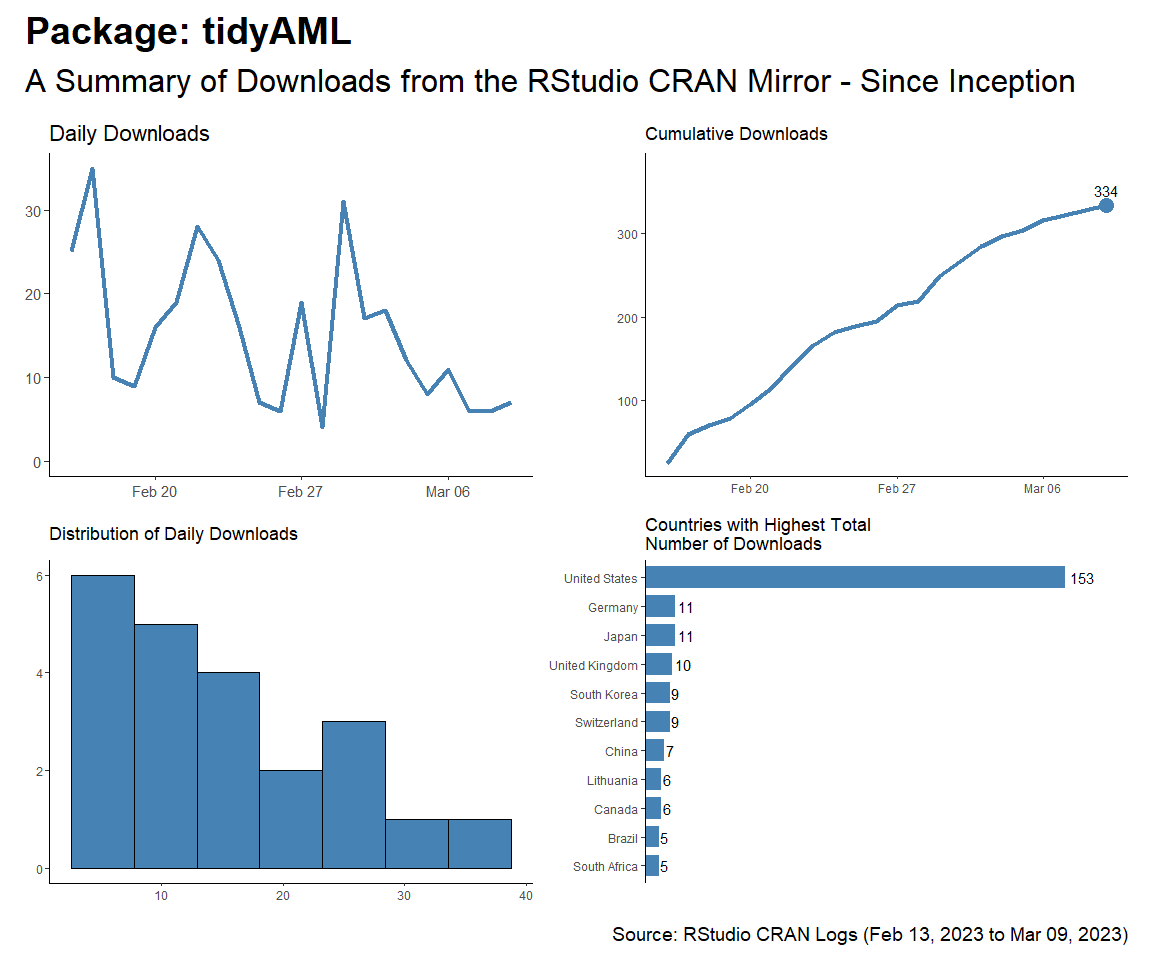 Package: tidyAML
A Summary of Downloads from the RStudio CRAN Mirror - Since Inception
Daily Downloads
30
20
10
0
Feb 20
Feb 27
Mar 06
Cumulative Downloads
334
300
200
100
Feb 20
Feb 27
Mar 06
Distribution of Daily Downloads
6
4
2
0
10
20
30
40
Countries with Highest Total
Number of Downloads
United States 153
Germany 11
Japan 11
United Kingdom 10
South Korea 9
Switzerland 9
China 7
Lithuania 6
Canada 6
Brazil 5
South Africa 5
Source: RStudio CRAN Logs (Feb 13, 2023 to Mar 09, 2023)